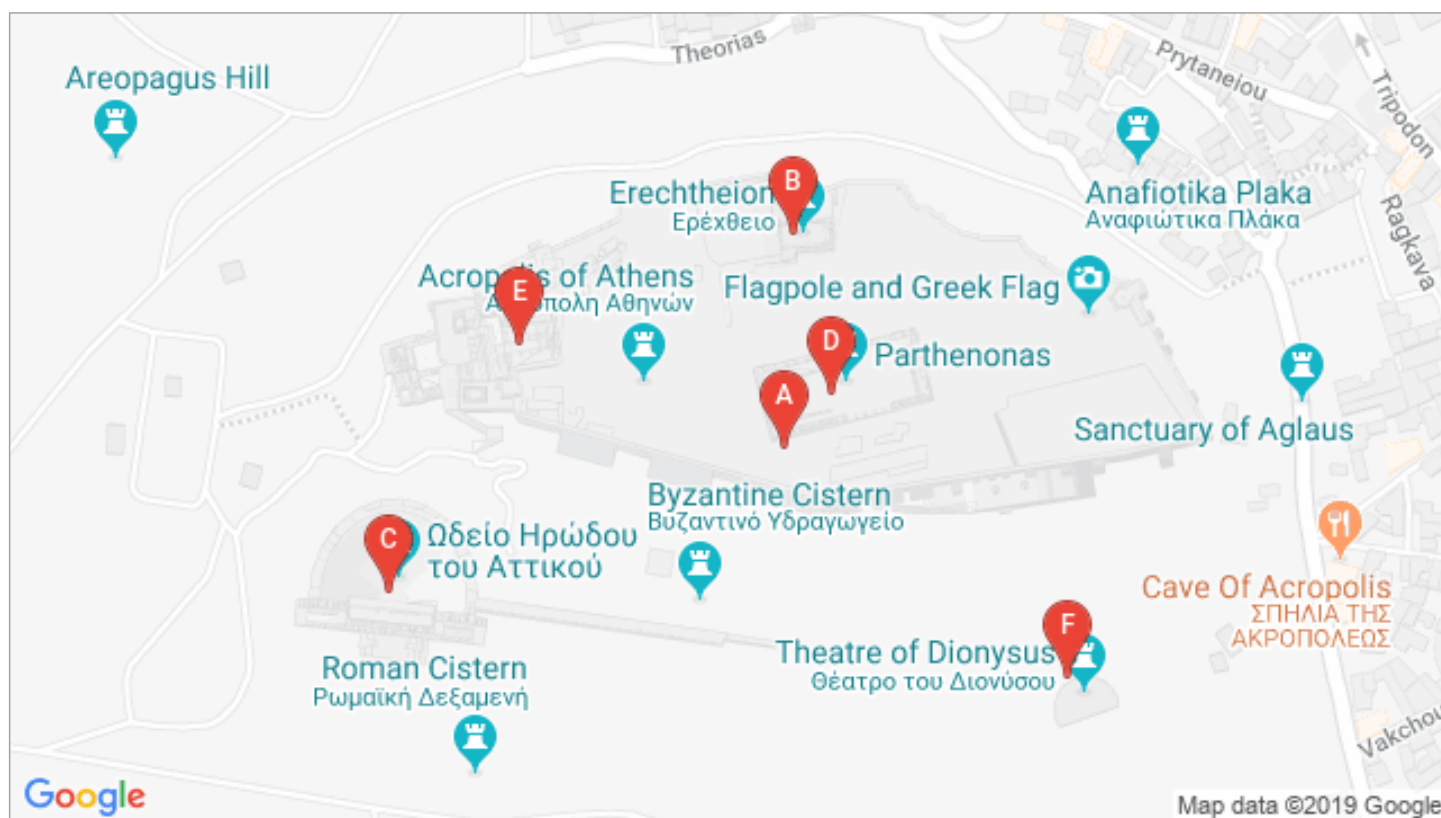 Theorias
Prytaneiou
Tripodon
Areopagus Hill
B
Erechtheion
Ερέχθειο
Anafiotika Plaka
Αναφιώτικα Πλάκα
Ragkava
E
Acropolis of Athens
Ακρόπολη Αθηνών
Flagpole and Greek Flag
D
Parthenonas
A
Sanctuary of Aglaus
Byzantine Cistern
Βυζαντινό Υδραγωγείο
C
Ωδείο Ηρώδου
του Αττικού
Cave Of Acropolis
ΣΠΗΛΙΑ ΤΗΣ
ΑΚΡΟΠΟΛΕΩΣ
F
Theatre of Dionysus
Θέατρο του Διονύσου
Roman Cistern
Ρωμαϊκή Δεξαμενή
Vakchou
Google
Map data ©2019 Google